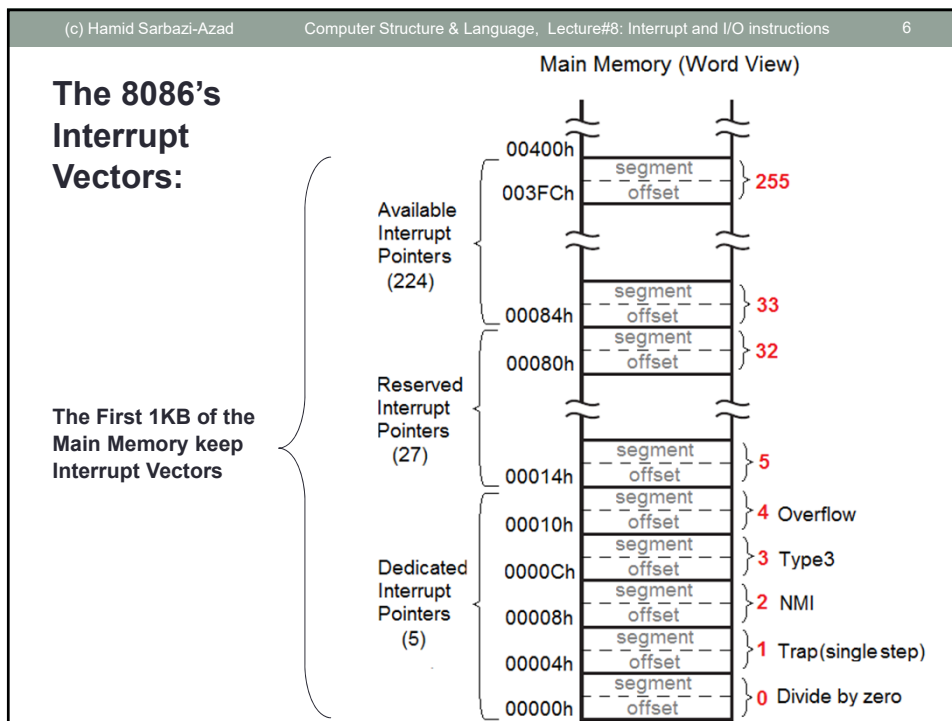 (c) Hamid Sarbazi-Azad Computer Structure & Language, Lecture#8: Interrupt and I/O instructions 6
The 8086's
Interrupt
Vectors:
The First 1KB of the
Main Memory keep
Interrupt Vectors
Main Memory (Word View)
Available
Interrupt
Pointers
(224)
Reserved
Interrupt
Pointers
(27)
Dedicated
Interrupt
Pointers
(5)
00400h
segment
003FCh
offset
255
segment
33
00084h
offset
segment
32
00080h
offset
segment
5
00014h
offset
segment
4 Overflow
00010h
offset
segment
3 Type3
0000Ch
offset
segment
2 NMI
00008h
offset
segment
1 Trap(single step)
00004h
offset
segment
0 Divide by zero
00000h
offset